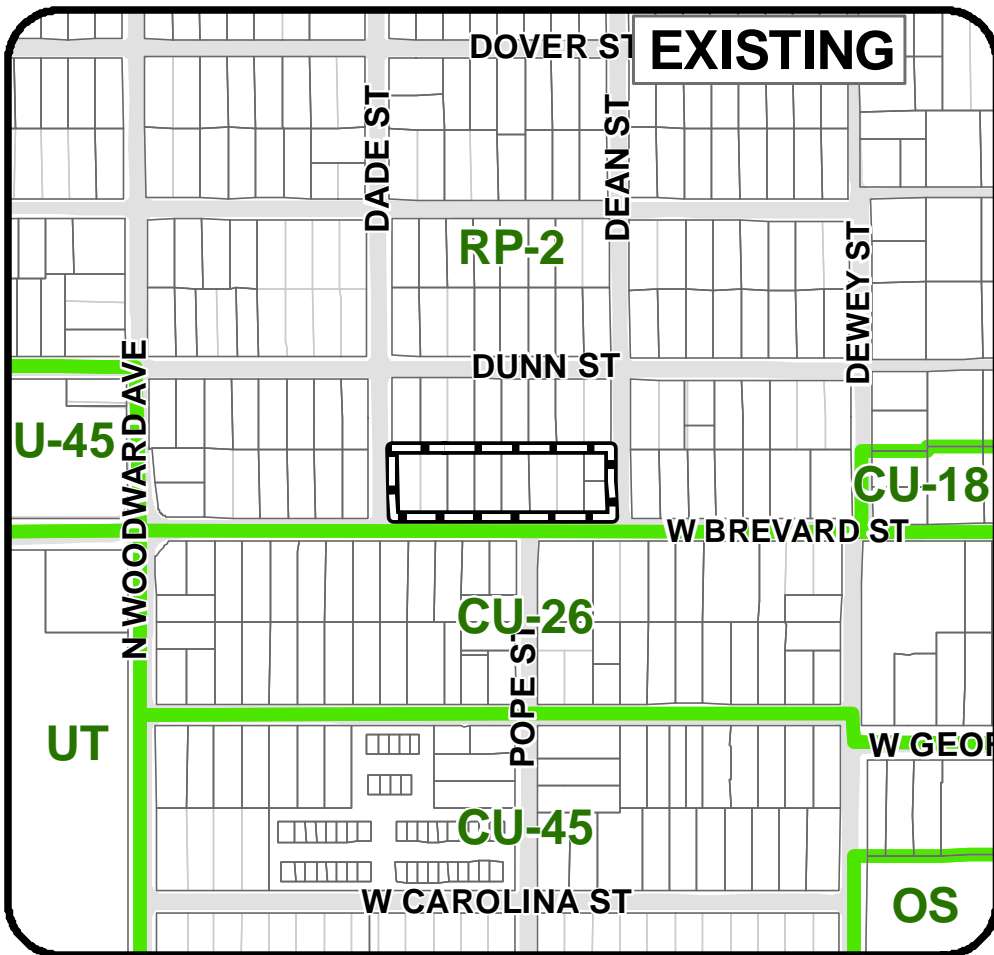 DOVER ST
EXISTING
DADE ST
DEAN ST
RP-2
DEWEY ST
DUNN ST
N WOODWARD AVE
U-45
CU-18
W BREVARD ST
CU-26
POPE ST
UT
W GEOR
CU-45
W CAROLINA ST
OS